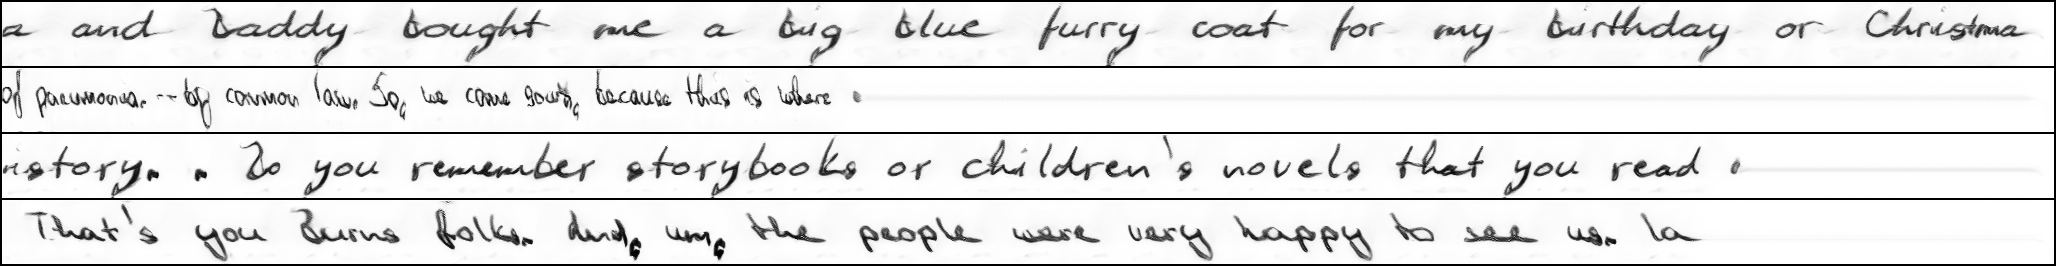 a and Daddy bought me a big blue furry coat for my birthday or Christma
of pneumonia. -- by common law. So, we came down, because this is where
istory. . Do you remember storybooks or children's novels that you read
That's you Burns folks. And, um, the people were very happy to see us. la